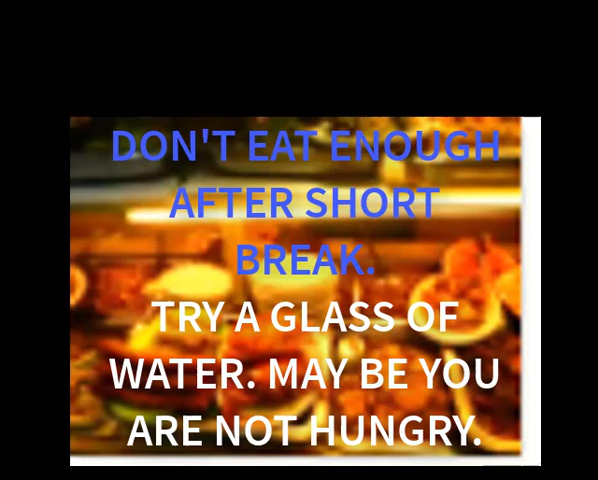 DON'T EAT ENOUGH
AFTER SHORT
BREAK.
TRY A GLASS OF
WATER. MAY BE YOU
ARE NOT HUNGRY.